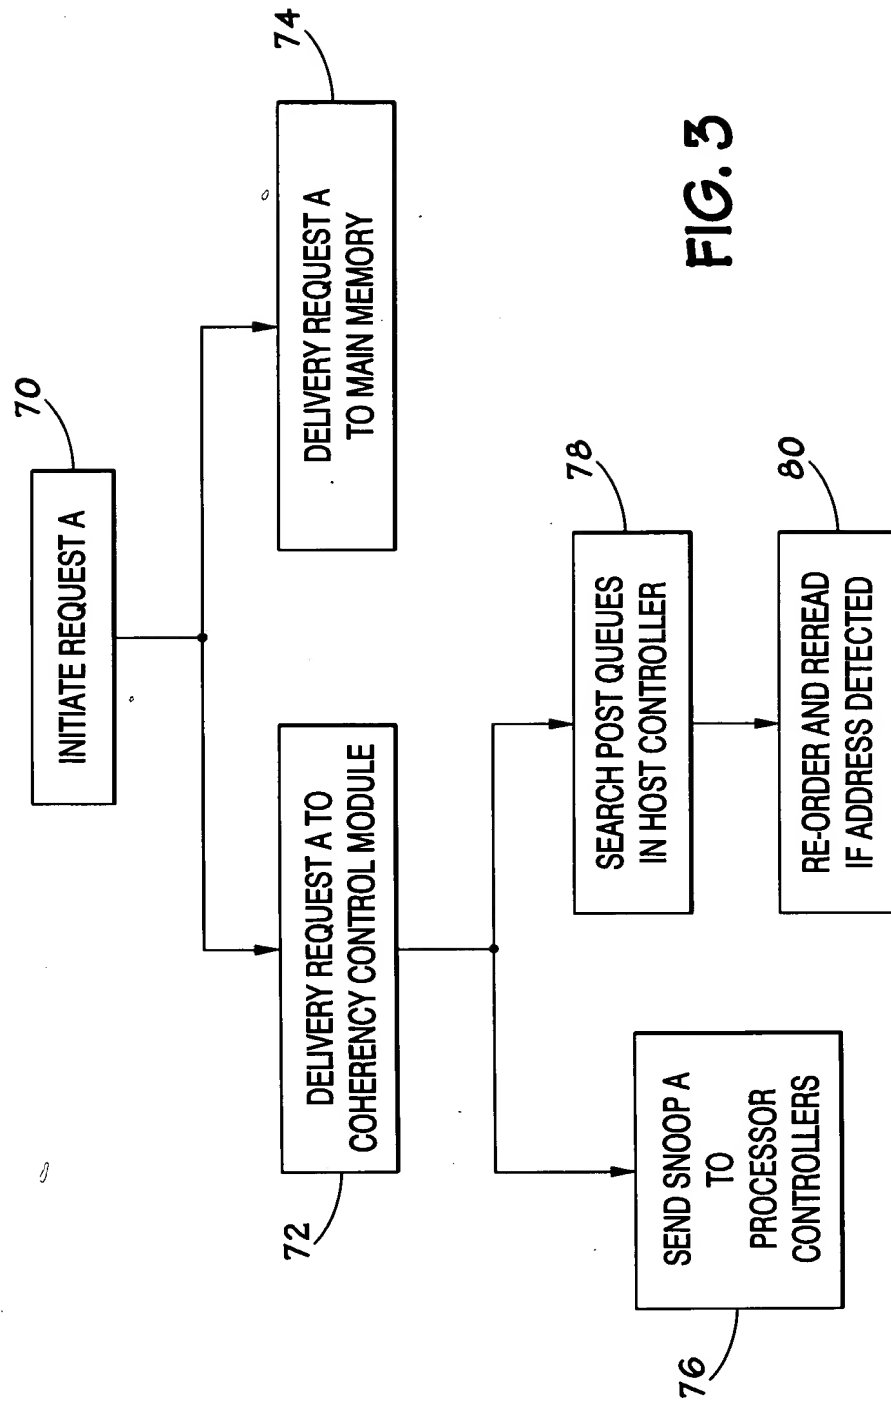 70
INITIATE REQUEST A
72
DELIVERY REQUEST A TO
COHERENCY CONTROL MODULE
74
DELIVERY REQUEST A
TO MAIN MEMORY
76
SEND SNOOP A
TO
PROCESSOR
CONTROLLERS
78
SEARCH POST QUEUES
IN HOST CONTROLLER
80
RE-ORDER AND REREAD
IF ADDRESS DETECTED
FIG. 3